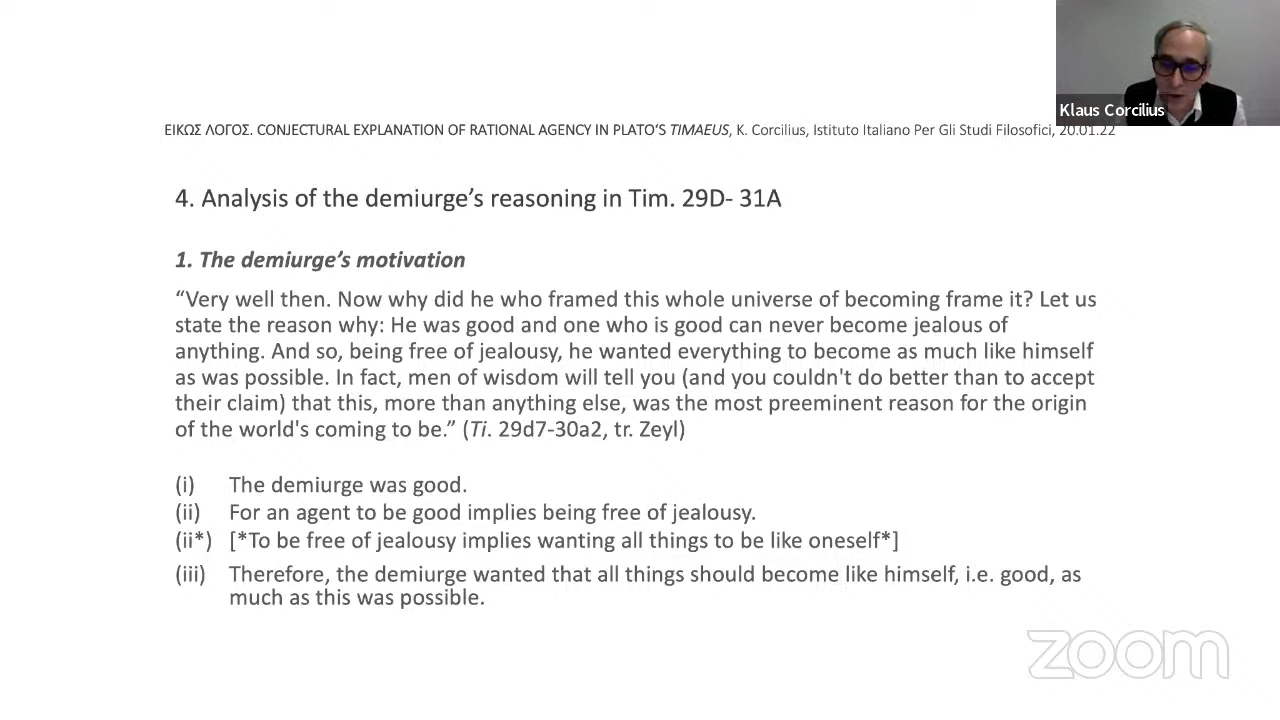 Klaus Corcilius
ΕΙΚΩΣ ΛΟΓΟΣ. CONJECTURAL EXPLANATION OF RATIONAL AGENCY IN PLATO‘S TIMAEUS, K. Corcilius, Istituto Italiano Per Gli Studi Filosofici, 20.01.22
4. Analysis of the demiurge’s reasoning in Tim. 29D- 31A
1. The demiurge’s motivation
“Very well then. Now why did he who framed this whole universe of becoming frame it? Let us
state the reason why: He was good and one who is good can never become jealous of
anything. And so, being free of jealousy, he wanted everything to become as much like himself
as was possible. In fact, men of wisdom will tell you (and you couldn't do better than to accept
their claim) that this, more than anything else, was the most preeminent reason for the origin
of the world's coming to be.” (Ti. 29d7-30a2, tr. Zeyl)
(i) The demiurge was good.
(ii) For an agent to be good implies being free of jealousy.
(ii*) [*To be free of jealousy implies wanting all things to be like oneself*]
(iii) Therefore, the demiurge wanted that all things should become like himself, i.e. good, as
much as this was possible.
zoom